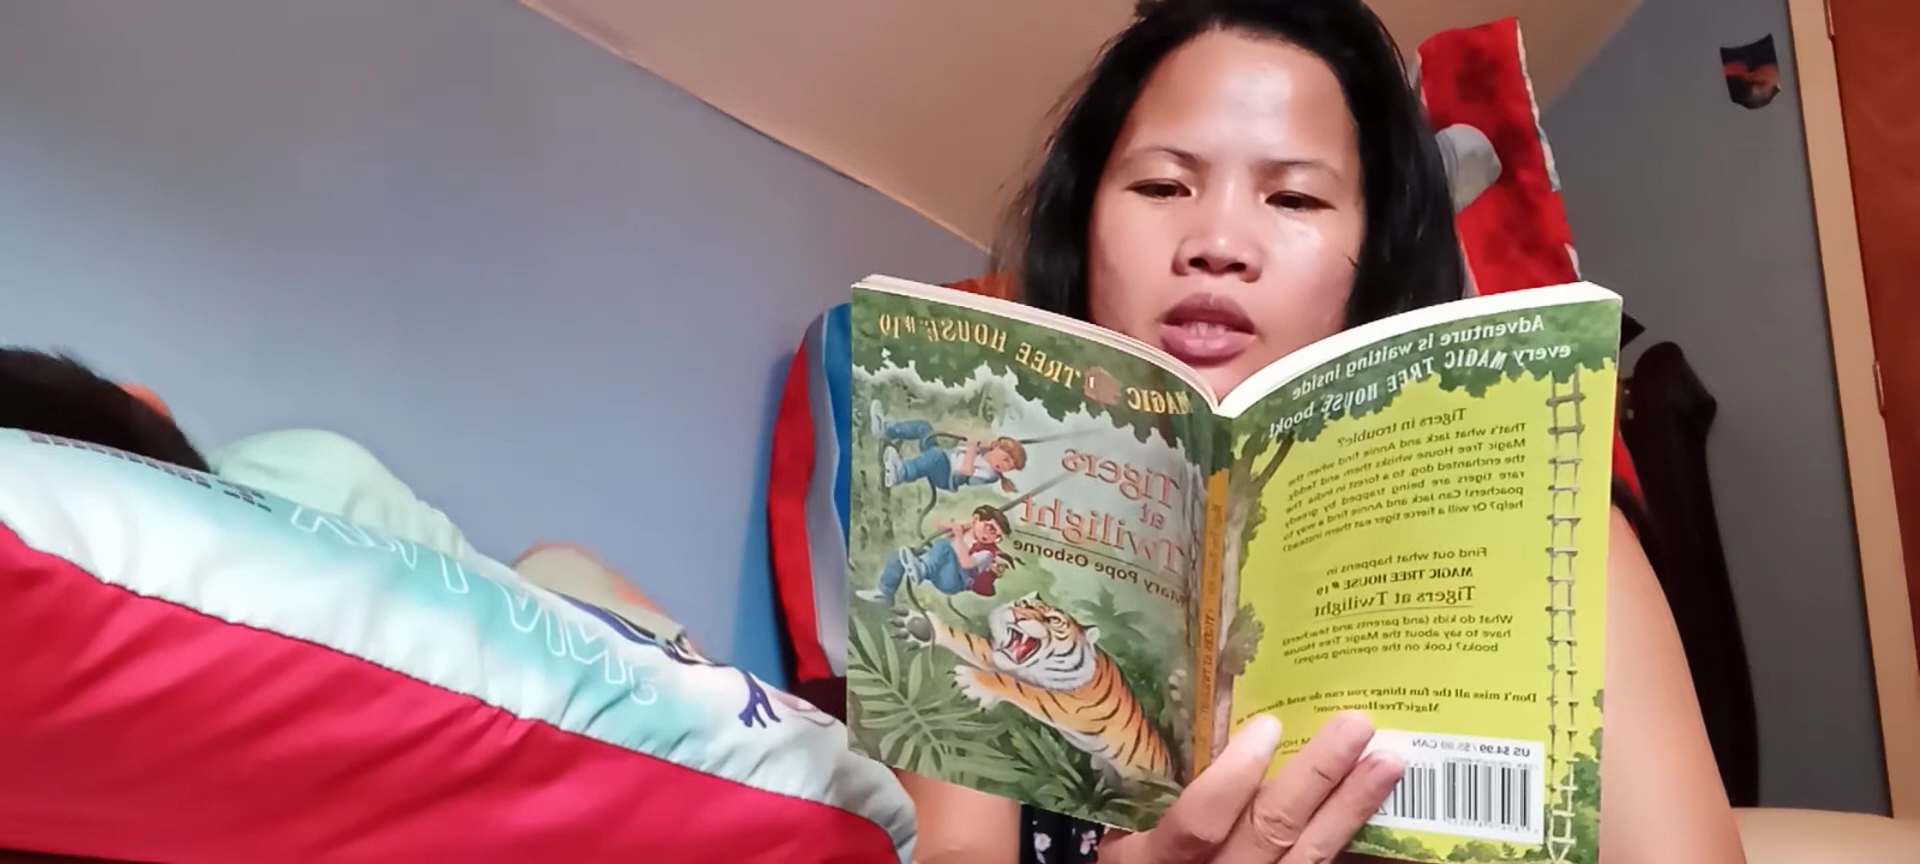 MAGIC TREE HOUSE® #19
Tigers
at
Twilight
Mary Pope Osborne
TIGERS AT
Adventure is waiting inside
every MAGIC TREE HOUSE book!
Tigers in trouble?
That's what Jack and Annie find when the
Magic Tree House whisks them and Teddy,
the enchanted dog, to a forest in India. The
rare tigers are being trapped by greedy
poachers! Can Jack and Annie find a way to
help? Or will a fierce tiger eat them instead?
Find out what happens in
MAGIC TREE HOUSE #19
Tigers at Twilight
What do kids (and parents and teachers)
have to say about the Magic Tree House
books? Look on the opening pages!
Don't miss all the fun things you can do and discover at
MagicTreeHouse.com!
US $4.99 / $5.99 CAN